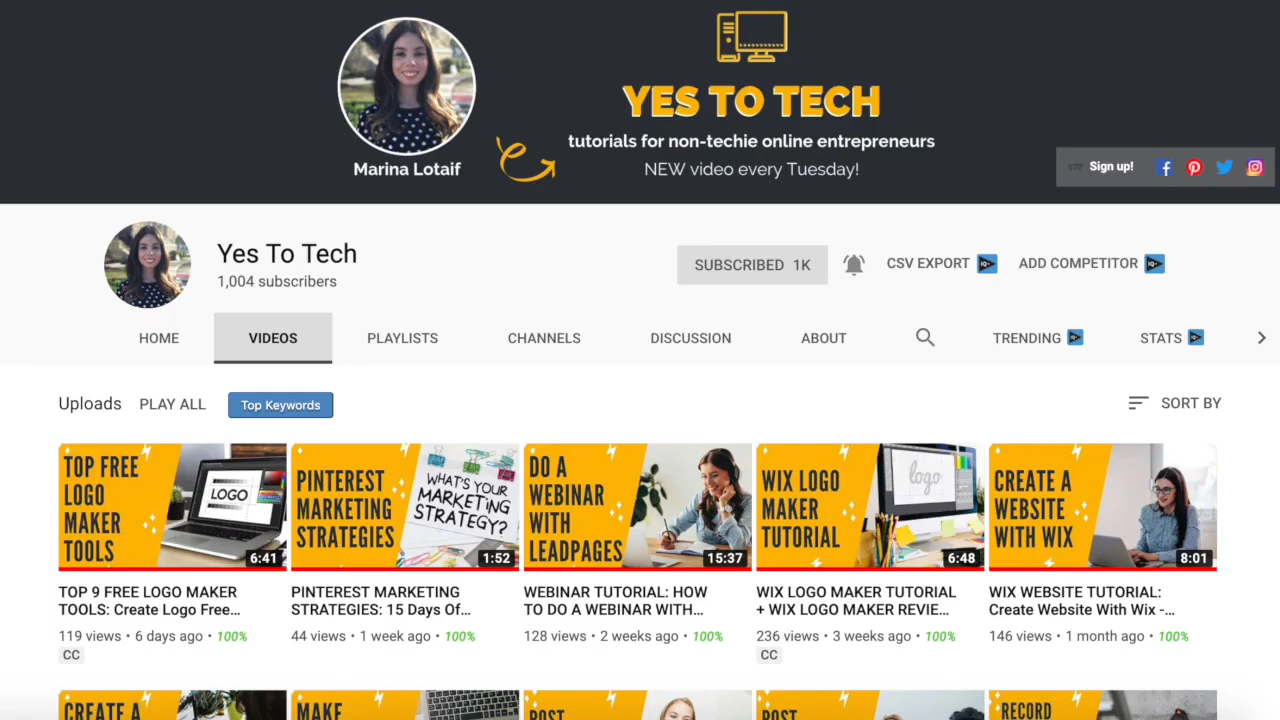 YES TO TECH
tutorials for non-techie online entrepreneurs
NEW video every Tuesday!
Marina Lotaif
Sign up!
Yes To Tech
1,004 subscribers
SUBSCRIBED 1K
CSV EXPORT
ADD COMPETITOR
HOME
VIDEOS
PLAYLISTS
CHANNELS
DISCUSSION
ABOUT
TRENDING
STATS
Uploads
PLAY ALL
Top Keywords
SORT BY
TOP FREE
LOGO
MAKER
TOOLS
LOGO
6:41
PINTEREST
MARKETING
STRATEGIES
WHAT'S YOUR
MARKETING
STRATEGY?
1:52
DO A
WEBINAR
WITH
LEADPAGES
15:37
WIX LOGO
MAKER
TUTORIAL
logo
6:48
CREATE A
WEBSITE
WITH WIX
8:01
TOP 9 FREE LOGO MAKER
TOOLS: Create Logo Free...
119 views • 6 days ago • 100%
CC
PINTEREST MARKETING
STRATEGIES: 15 Days Of...
44 views • 1 week ago • 100%
WEBINAR TUTORIAL: HOW
TO DO A WEBINAR WITH...
128 views • 2 weeks ago • 100%
WIX LOGO MAKER TUTORIAL
+ WIX LOGO MAKER REVIE...
236 views • 3 weeks ago • 100%
CC
WIX WEBSITE TUTORIAL:
Create Website With Wix -...
146 views • 1 month ago • 100%
CREATE A
MAKE
POST
POST
RECORD